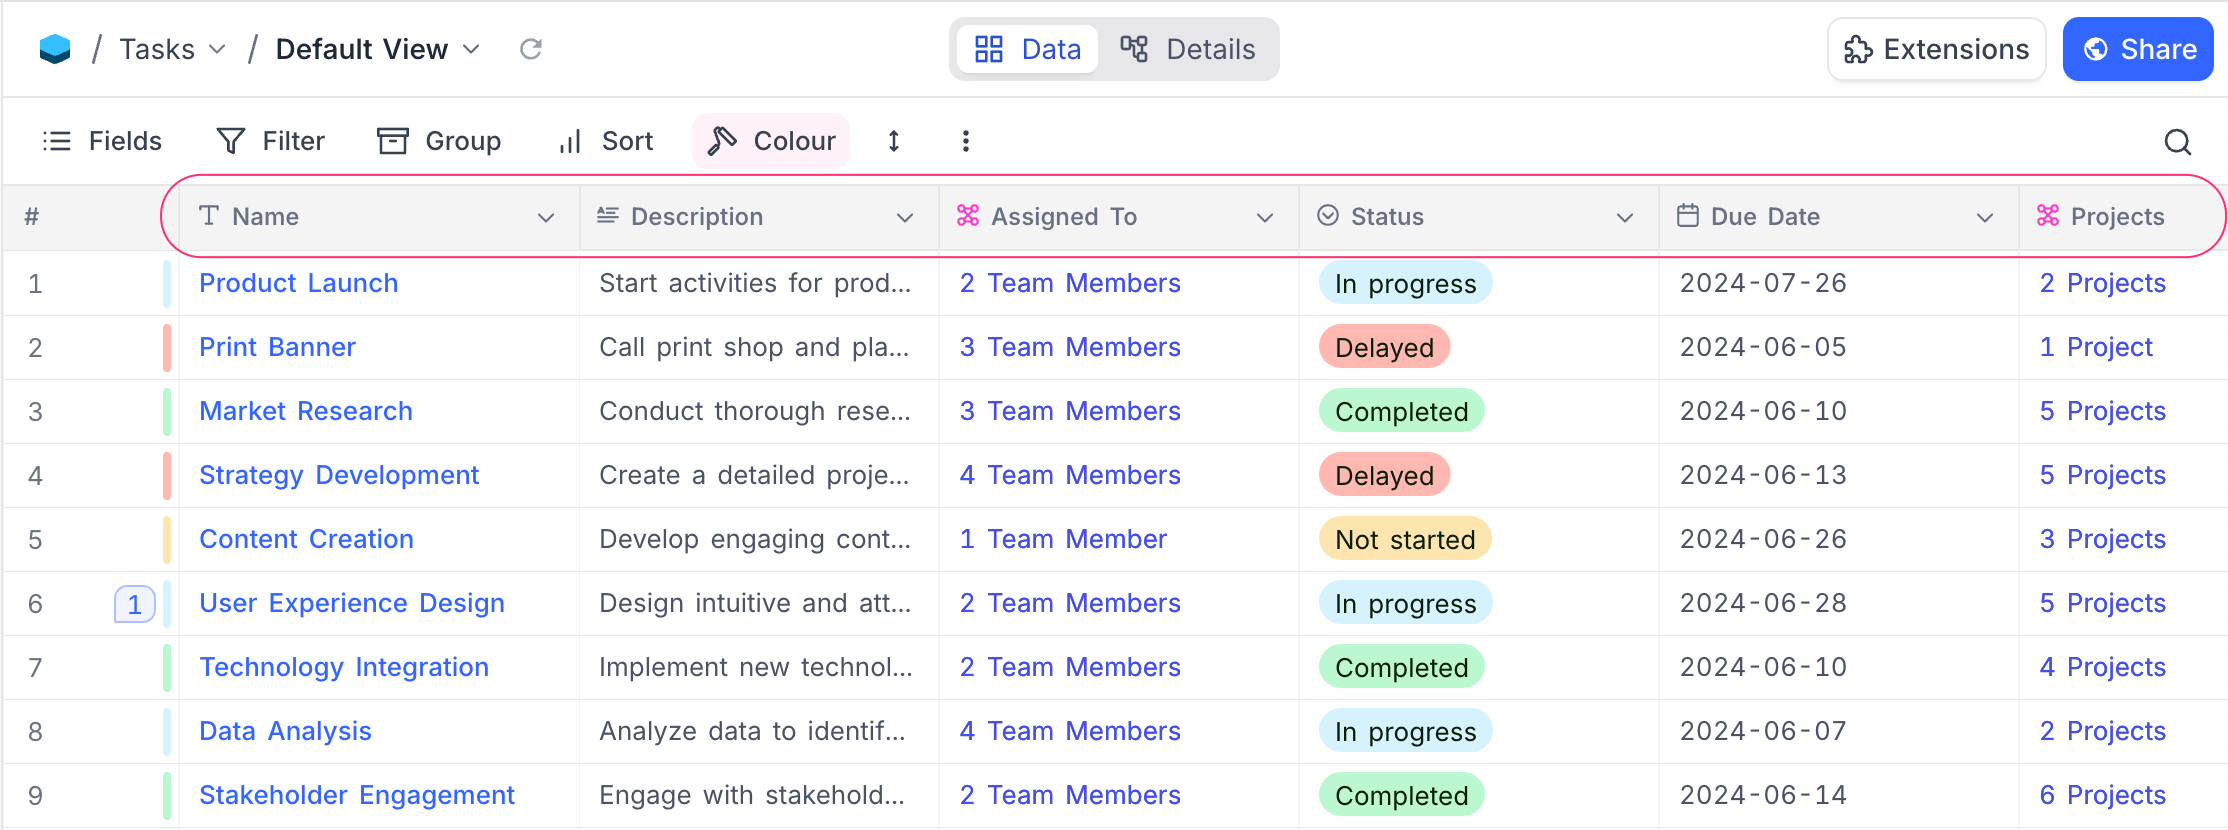 / Tasks / Default View Data Details Extensions Share
Fields Filter Group Sort Colour
# Name Description Assigned To Status Due Date Projects
1 Product Launch Start activities for prod... 2 Team Members In progress 2024-07-26 2 Projects
2 Print Banner Call print shop and pla... 3 Team Members Delayed 2024-06-05 1 Project
3 Market Research Conduct thorough rese... 3 Team Members Completed 2024-06-10 5 Projects
4 Strategy Development Create a detailed proje... 4 Team Members Delayed 2024-06-13 5 Projects
5 Content Creation Develop engaging cont... 1 Team Member Not started 2024-06-26 3 Projects
6 1 User Experience Design Design intuitive and att... 2 Team Members In progress 2024-06-28 5 Projects
7 Technology Integration Implement new technol... 2 Team Members Completed 2024-06-10 4 Projects
8 Data Analysis Analyze data to identif... 4 Team Members In progress 2024-06-07 2 Projects
9 Stakeholder Engagement Engage with stakehold... 2 Team Members Completed 2024-06-14 6 Projects